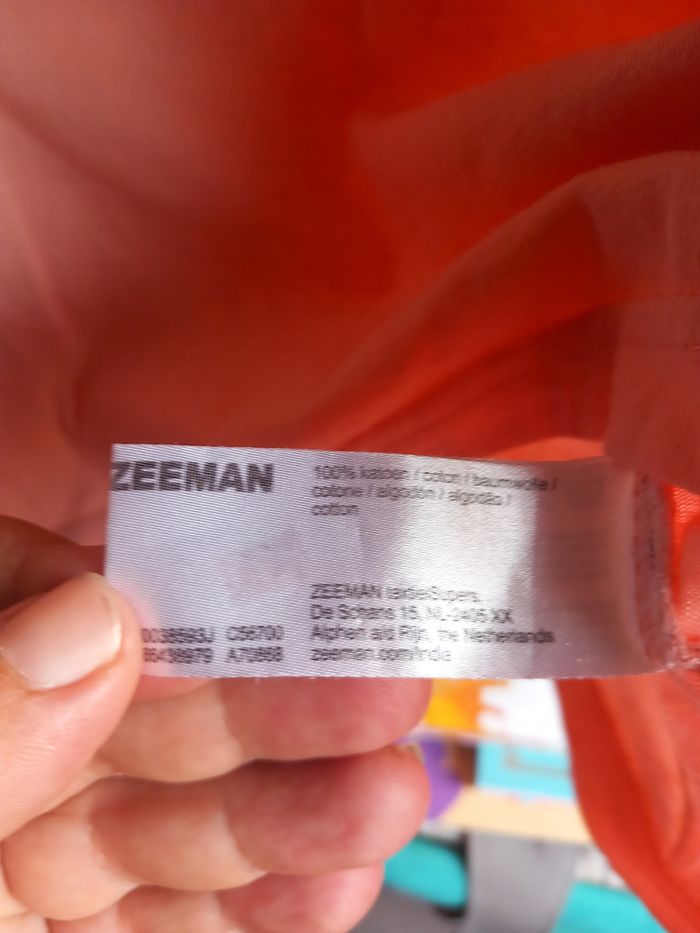 ZEEMAN
100% katoen / coton / baumwolle /
cotone / algodón / algodão /
cotton
ZEEMAN textielSupers,
De Schans 15, NL-2405 XX
Alphen a/d Rijn, the Netherlands
zeeman.com/
C56700
A70868